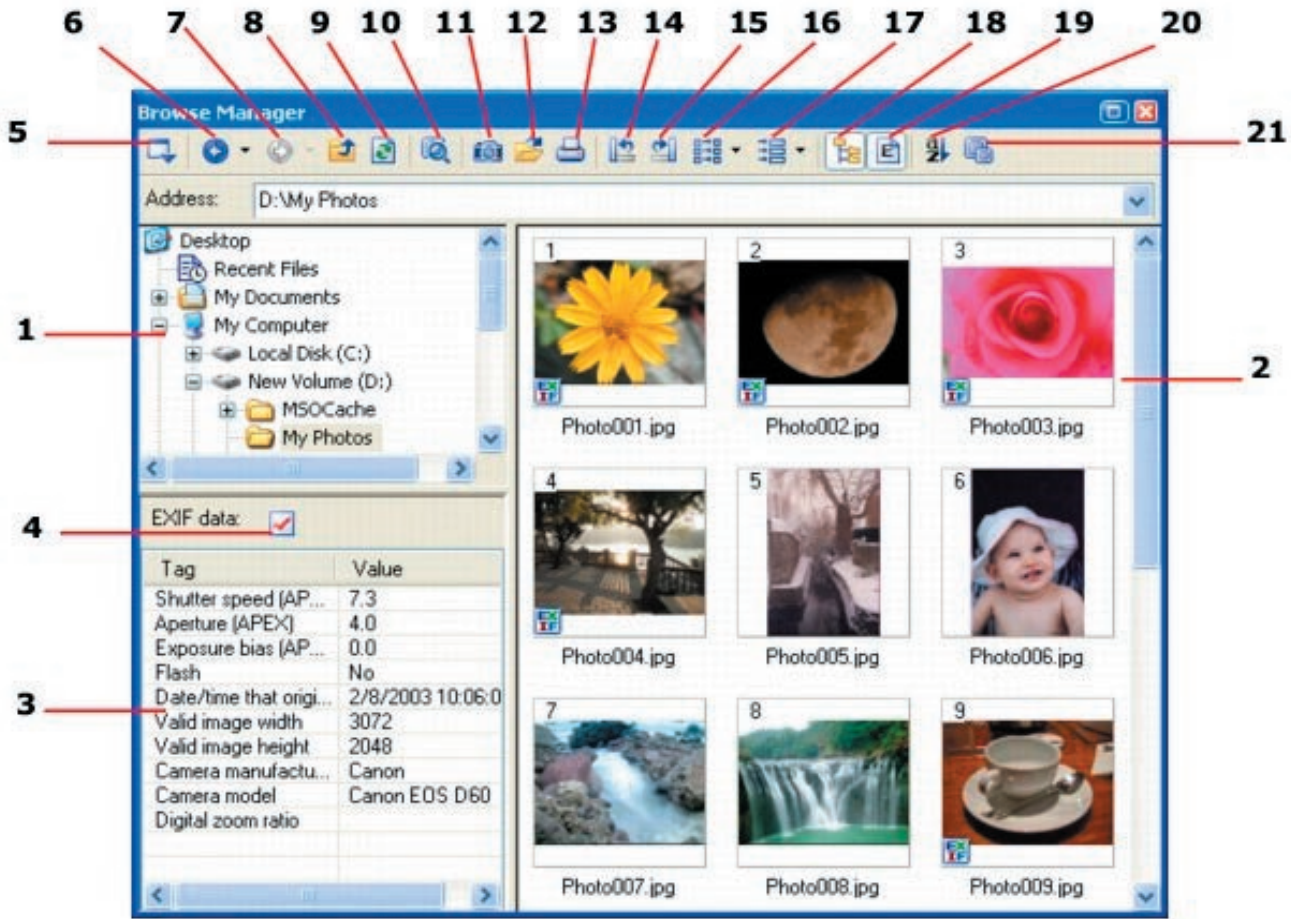 6 7 8 9 10 11 12 13 14 15 16 17 18 19 20
5
21
Browse Manager
Address: D:\My Photos
Desktop
Recent Files
My Documents
1
My Computer
Local Disk (C:)
New Volume (D:)
MSOCache
My Photos
1 2 3
2
EXIF EXIF EXIF
Photo001.jpg Photo002.jpg Photo003.jpg
4 5 6
EXIF
Photo004.jpg Photo005.jpg Photo006.jpg
7 8 9
EXIF
Photo007.jpg Photo008.jpg Photo009.jpg
4
EXIF data:
Tag Value
Shutter speed (AP... 7.3
Aperture (APEX) 4.0
Exposure bias (AP... 0.0
Flash No
Date/time that origi... 2/8/2003 10:06:0
3
Valid image width 3072
Valid image height 2048
Camera manufactu... Canon
Camera model Canon EOS D60
Digital zoom ratio